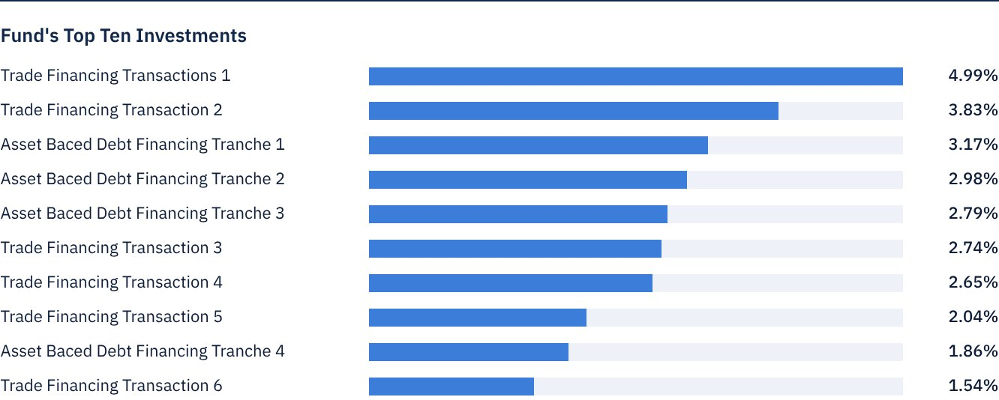 Fund's Top Ten Investments
Trade Financing Transactions 1 4.99%
Trade Financing Transaction 2 3.83%
Asset Baced Debt Financing Tranche 1 3.17%
Asset Baced Debt Financing Tranche 2 2.98%
Asset Baced Debt Financing Tranche 3 2.79%
Trade Financing Transaction 3 2.74%
Trade Financing Transaction 4 2.65%
Trade Financing Transaction 5 2.04%
Asset Baced Debt Financing Tranche 4 1.86%
Trade Financing Transaction 6 1.54%